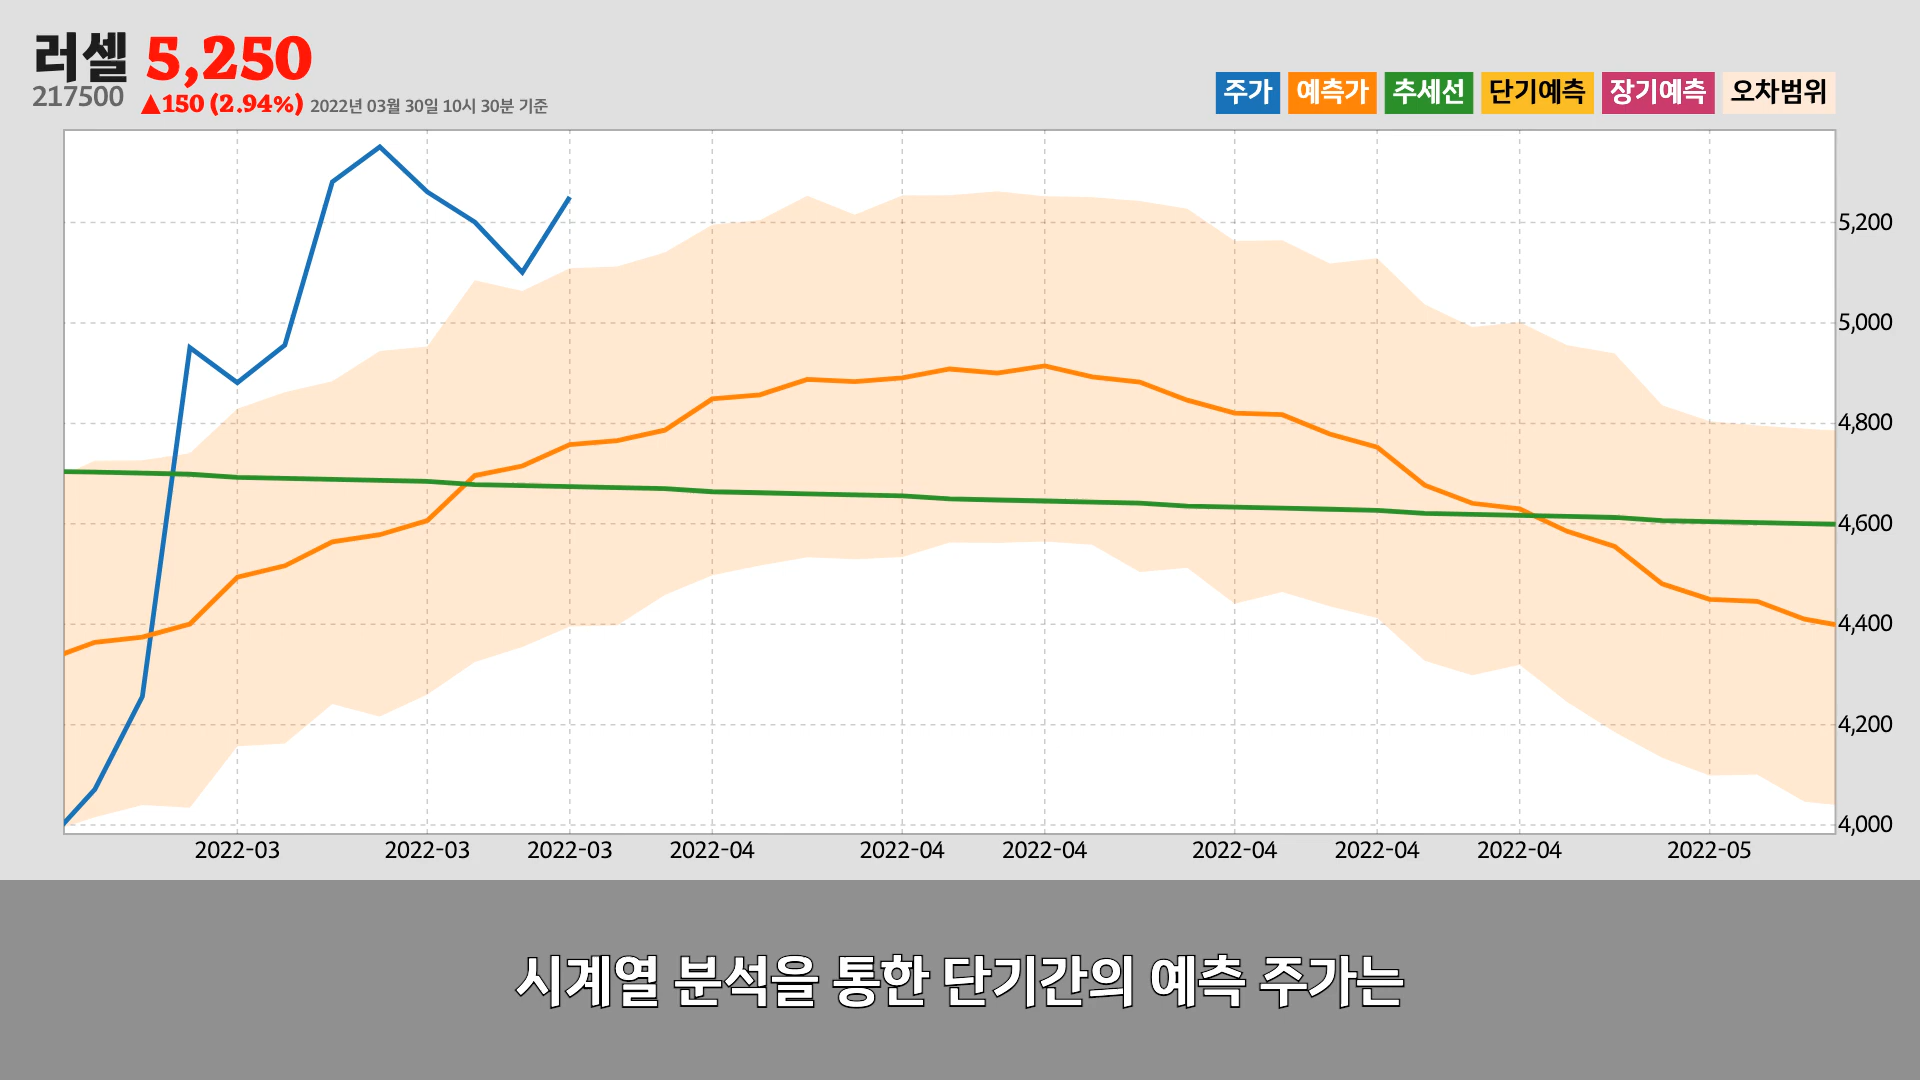 러셀 5,250
217500 ▲150 (2.94%) 2022년 03월 30일 10시 30분 기준
주가 예측가 추세선 단기예측 장기예측 오차범위
5,200
5,000
4,800
4,600
4,400
4,200
4,000
2022-03 2022-03 2022-03 2022-04 2022-04 2022-04 2022-04 2022-04 2022-04 2022-05
시계열 분석을 통한 단기간의 예측 주가는